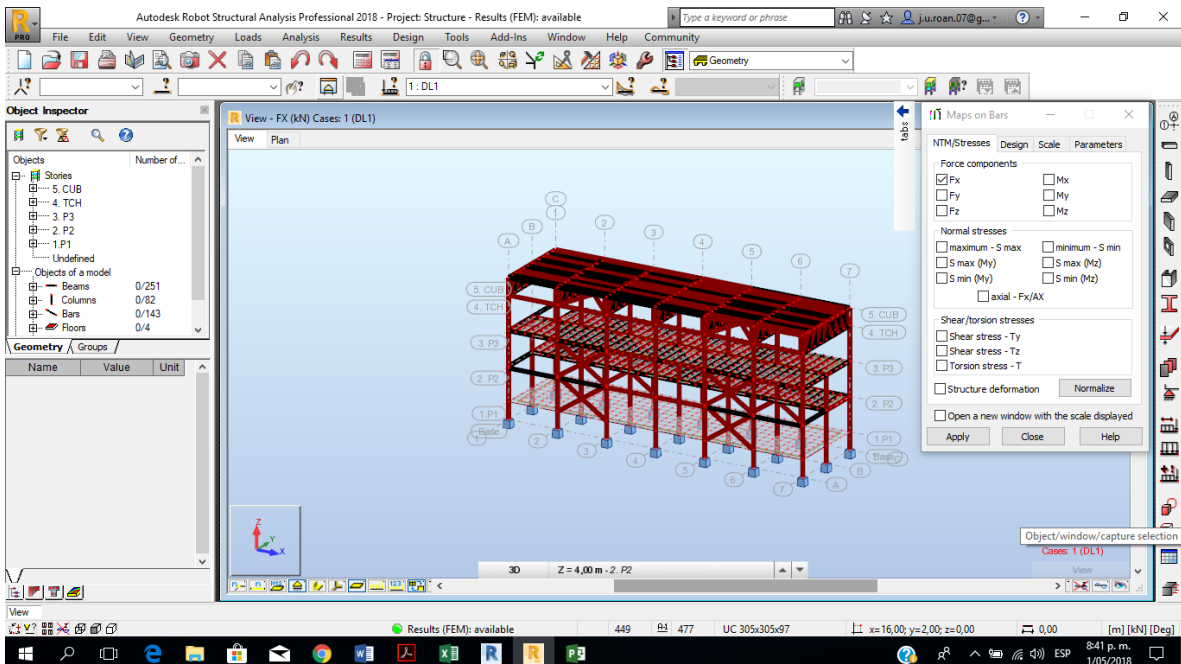 Autodesk Robot Structural Analysis Professional 2018 - Project: Structure - Results (FEM): available
Type a keyword or phrase
j.u.roan.07@g...
PRO File Edit View Geometry Loads Analysis Results Design Tools Add-Ins Window Help Community
Geometry
1 : DL1
Object Inspector
Objects Number of...
Stories
5. CUB
4. TCH
3. P3
2. P2
1.P1
Undefined
Objects of a model
Beams 0/251
Columns 0/82
Bars 0/143
Floors 0/4
Geometry Groups
Name Value Unit
View - FX (kN) Cases: 1 (DL1)
View Plan
tabs
C
1
B 2
A 3
4
5
6
7
5. CUB
4. TCH
3. P3
2. P2
1.P1
Base
1
2
3
4
5
6
7
5. CUB
4. TCH
3. P3
2. P2
1.P1
Base
C
B
A
Z
Y
X
3D Z = 4,00 m - 2. P2
Cases: 1 (DL1)
View
Maps on Bars
NTM/Stresses Design Scale Parameters
Force components
Fx Mx
Fy My
Fz Mz
Normal stresses
maximum - S max minimum - S min
S max (My) S max (Mz)
S min (My) S min (Mz)
axial - Fx/AX
Shear/torsion stresses
Shear stress - Ty
Shear stress - Tz
Torsion stress - T
Structure deformation Normalize
Open a new window with the scale displayed
Apply Close Help
Object/window/capture selection
View
Results (FEM): available 449 477 UC 305x305x97 x=16,00; y=2,00; z=0,00 0,00 [m] [kN] [Deg]
ESP 8:41 p. m.
1/05/2018